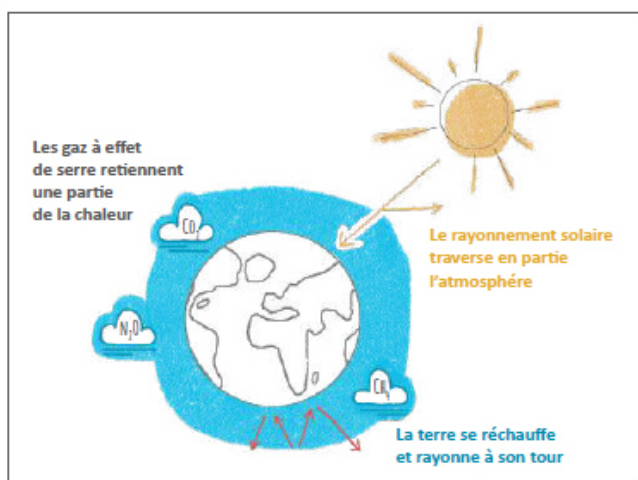 Les gaz à effet
de serre retiennent
une partie
de la chaleur
CO₂
Le rayonnement solaire
traverse en partie
l'atmosphére
N₂O
CH₄
La terre se réchauffe
et rayonne à son tour